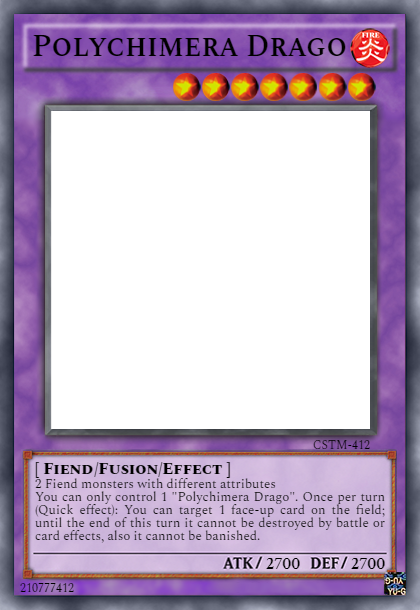 POLYCHIMERA DRAGO
FIRE
炎
CSTM-412
[ FIEND/FUSION/EFFECT ]
2 Fiend monsters with different attributes
You can only control 1 "Polychimera Drago". Once per turn
(Quick effect): You can target 1 face-up card on the field;
until the end of this turn it cannot be destroyed by battle or
card effects, also it cannot be banished.
ATK / 2700 DEF / 2700
210777412
YU-G